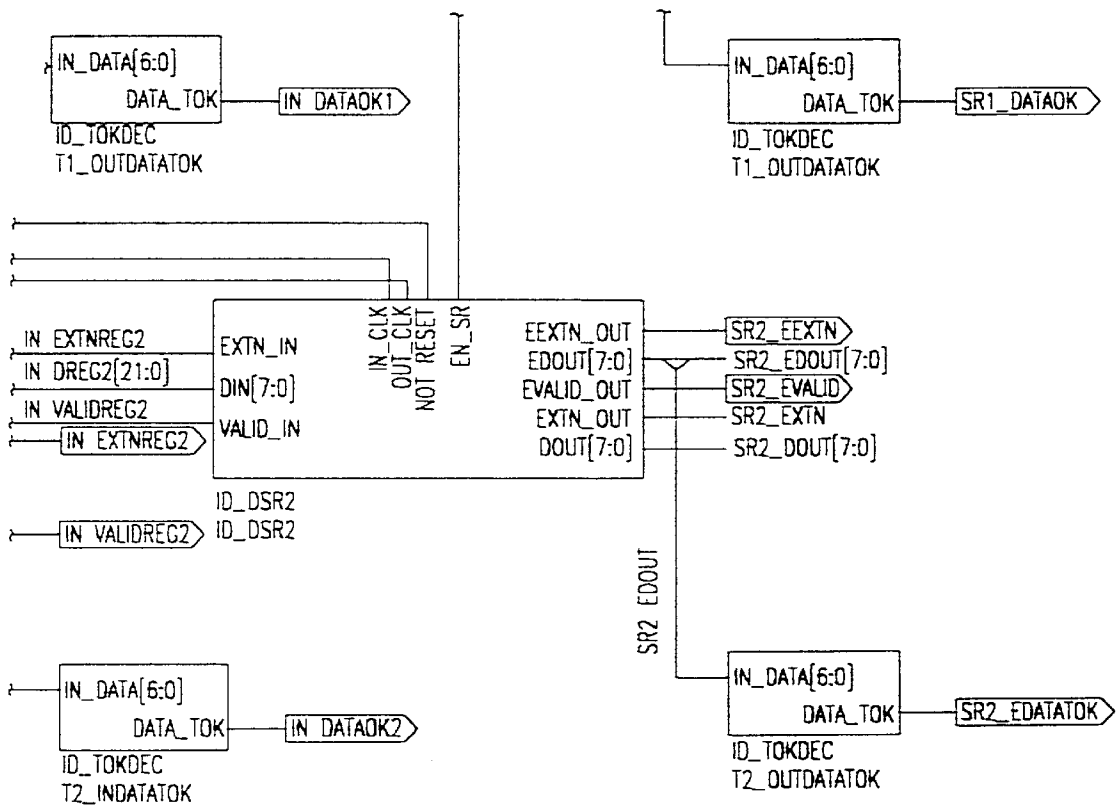 IN_DATA[6:0]
DATA_TOK
IN DATAOK1
ID_TOKDEC
T1_OUTDATATOK
IN_DATA[6:0]
DATA_TOK
SR1_DATAOK
ID_TOKDEC
T1_OUTDATATOK
IN EXTNREG2
IN DREG2[21:0]
IN VALIDREG2
IN EXTNREG2
EXTN_IN
DIN[7:0]
VALID_IN
IN_CLK
OUT_CLK
NOT RESET
EN_SR
EEXTN_OUT
EDOUT[7:0]
EVALID_OUT
EXTN_OUT
DOUT[7:0]
SR2_EEXTN
SR2_EDOUT[7:0]
SR2_EVALID
SR2_EXTN
SR2_DOUT[7:0]
ID_DSR2
ID_DSR2
IN VALIDREG2
SR2 EDOUT
IN_DATA[6:0]
DATA_TOK
IN DATAOK2
ID_TOKDEC
T2_INDATATOK
IN_DATA[6:0]
DATA_TOK
SR2_EDATATOK
ID_TOKDEC
T2_OUTDATATOK